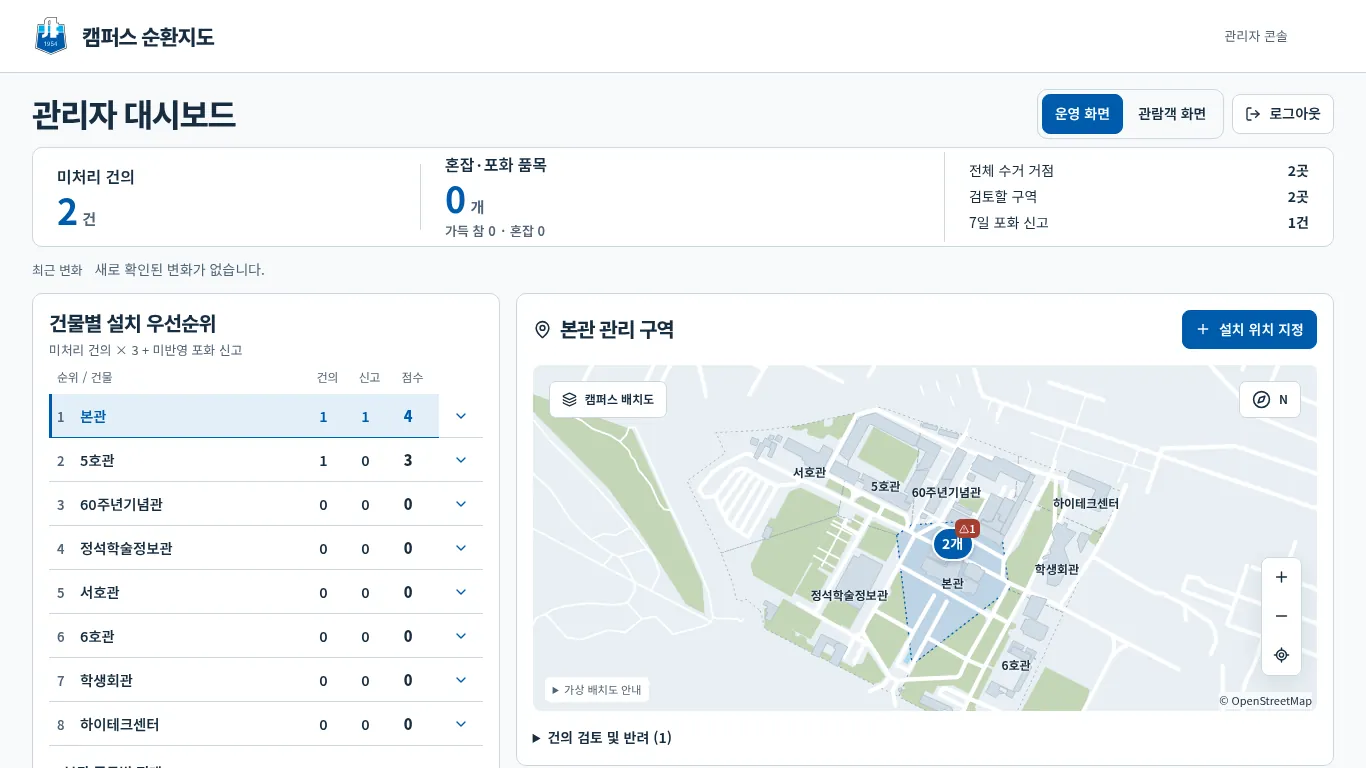 1954
캠퍼스 순환지도
관리자 콘솔
관리자 대시보드
운영 화면
관람객 화면
로그아웃
미처리 건의
2 건
혼잡·포화 품목
0 개
가득 참 0 · 혼잡 0
전체 수거 거점 2곳
검토할 구역 2곳
7일 포화 신고 1건
최근 변화 새로 확인된 변화가 없습니다.
건물별 설치 우선순위
미처리 건의 × 3 + 미반영 포화 신고
순위 / 건물 건의 신고 점수
1 본관 1 1 4
2 5호관 1 0 3
3 60주년기념관 0 0 0
4 정석학술정보관 0 0 0
5 서호관 0 0 0
6 6호관 0 0 0
7 학생회관 0 0 0
8 하이테크센터 0 0 0
본관 관리 구역
+ 설치 위치 지정
캠퍼스 배치도
N
서호관
5호관
60주년기념관
하이테크센터
1
2개
본관
학생회관
정석학술정보관
6호관
+
−
▶ 가상 배치도 안내
© OpenStreetMap
▶ 건의 검토 및 반려 (1)